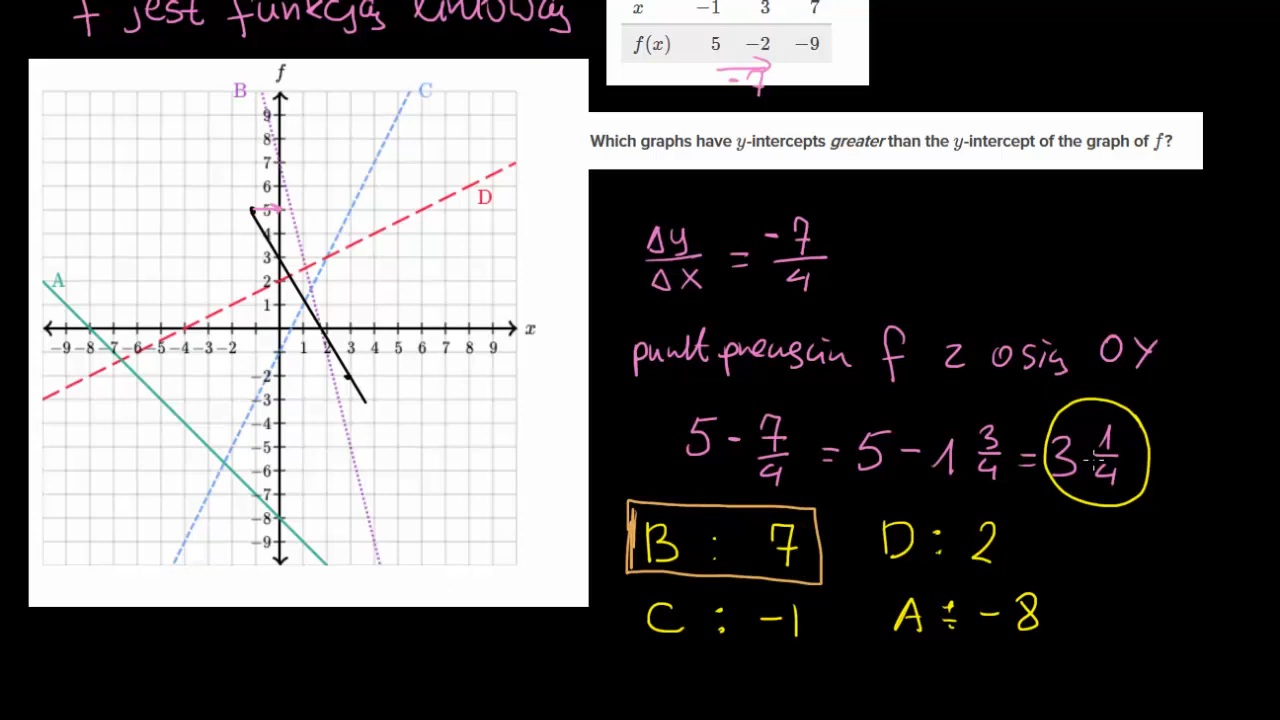 f jest funkcją liniową
x −1 3 7
f(x) 5 −2 −9
-7
Which graphs have y-intercepts greater than the y-intercept of the graph of f?
f
B
C
9
8
7
6
D
5
4
3
A
2
1
x
−9 −8 −7 −6 −5 −4 −3 −2 1 2 3 4 5 6 7 8 9
−2
−3
−4
−5
−6
−7
−8
−9
Δy/Δx = -7/4
punkt przecięcia f z osią OY
5 - 7/4 = 5 - 1 3/4 = 3 1/4
B : 7 D : 2
C : -1 A : -8